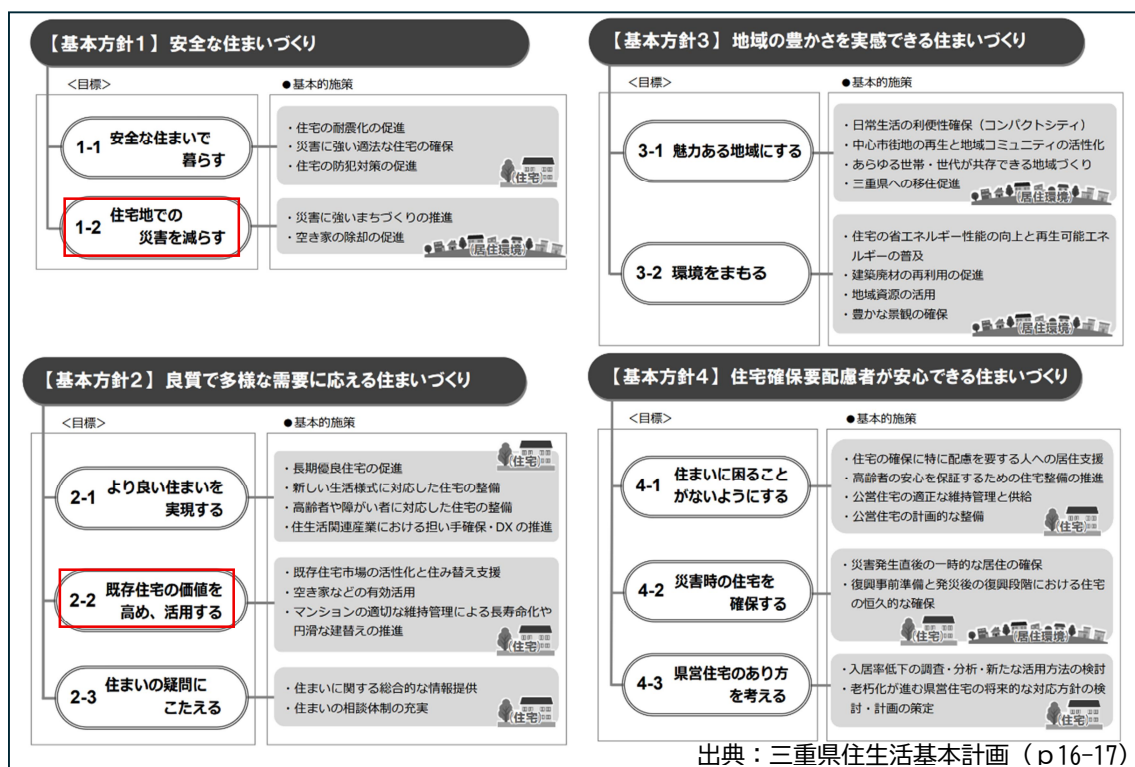 【基本方針1】安全な住まいづくり
<目標>
●基本的施策
1-1 安全な住まいで
暮らす
・住宅の耐震化の促進
・災害に強い適法な住宅の確保
・住宅の防犯対策の促進
住宅
1-2 住宅地での
災害を減らす
・災害に強いまちづくりの推進
・空き家の除却の促進
居住環境
【基本方針2】良質で多様な需要に応える住まいづくり
<目標>
●基本的施策
住宅
2-1 より良い住まいを
実現する
・長期優良住宅の促進
・新しい生活様式に対応した住宅の整備
・高齢者や障がい者に対応した住宅の整備
・住生活関連産業における担い手確保・DXの推進
2-2 既存住宅の価値を
高め、活用する
・既存住宅市場の活性化と住み替え支援
・空き家などの有効活用
・マンションの適切な維持管理による長寿命化や
円滑な建替えの推進
住宅
2-3 住まいの疑問に
こたえる
・住まいに関する総合的な情報提供
・住まいの相談体制の充実
住宅
【基本方針3】地域の豊かさを実感できる住まいづくり
<目標>
●基本的施策
3-1 魅力ある地域にする
・日常生活の利便性確保（コンパクトシティ）
・中心市街地の再生と地域コミュニティの活性化
・あらゆる世帯・世代が共存できる地域づくり
・三重県への移住促進
居住環境
3-2 環境をまもる
・住宅の省エネルギー性能の向上と再生可能エネ
ルギーの普及
・建築廃材の再利用の促進
・地域資源の活用
・豊かな景観の確保
居住環境
【基本方針4】住宅確保要配慮者が安心できる住まいづくり
<目標>
●基本的施策
4-1 住まいに困ること
がないようにする
・住宅の確保に特に配慮を要する人への居住支援
・高齢者の安心を保証するための住宅整備の推進
・公営住宅の適正な維持管理と供給
・公営住宅の計画的な整備
住宅
4-2 災害時の住宅を
確保する
・災害発生直後の一時的な居住の確保
・復興事前準備と発災後の復興段階における住宅
の恒久的な確保
住宅
居住環境
4-3 県営住宅のあり方
を考える
・入居率低下の調査・分析・新たな活用方法の検討
・老朽化が進む県営住宅の将来的な対応方針の検
討・計画の策定
住宅
出典：三重県住生活基本計画（p16-17）